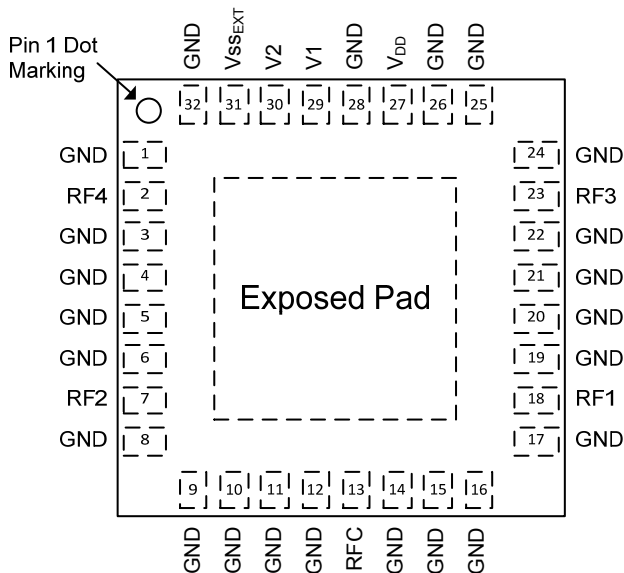 Pin 1 Dot
Marking
GND VssEXT V2 V1 GND VDD GND GND
32 31 30 29 28 27 26 25
GND 1 24 GND
RF4 2 23 RF3
GND 3 22 GND
GND 4 21 GND
GND 5 20 GND
GND 6 19 GND
RF2 7 18 RF1
GND 8 17 GND
Exposed Pad
9 10 11 12 13 14 15 16
GND GND GND GND RFC GND GND GND